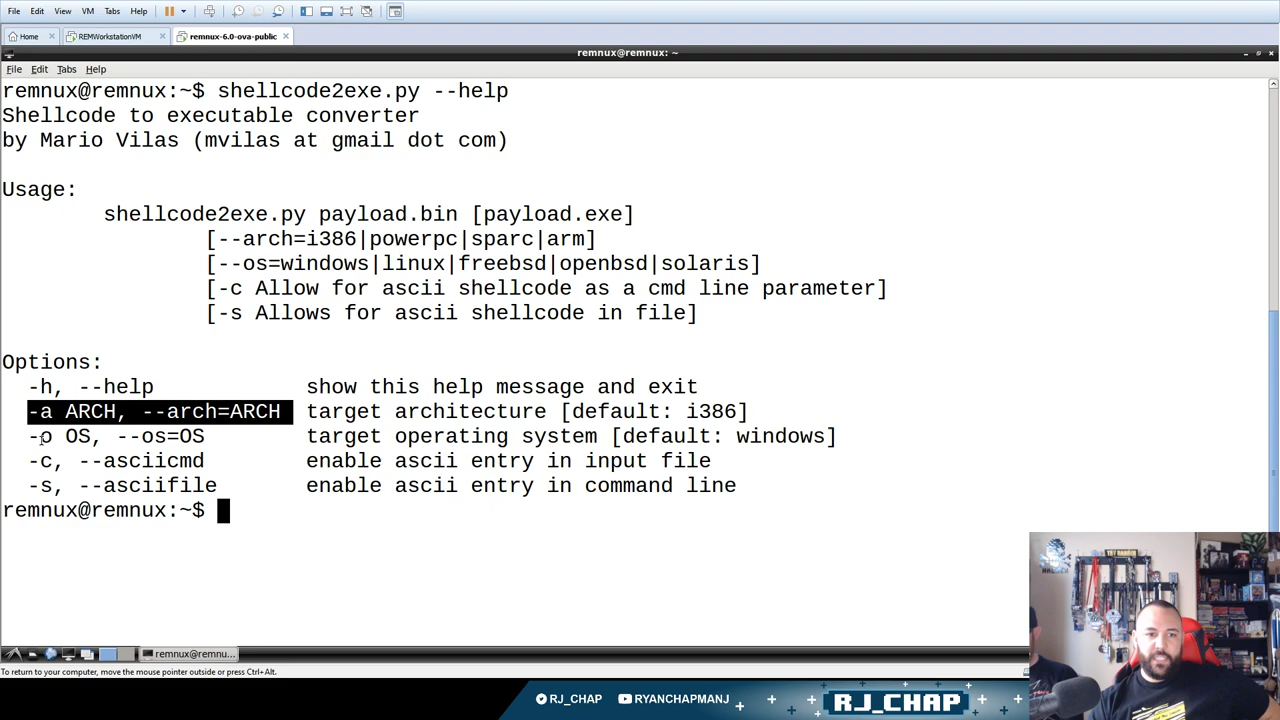 File Edit View VM Tabs Help
Home REMWorkstationVM remnux-6.0-ova-public
remnux@remnux: ~
File Edit Tabs Help
remnux@remnux:~$ shellcode2exe.py --help
Shellcode to executable converter
by Mario Vilas (mvilas at gmail dot com)
Usage:
shellcode2exe.py payload.bin [payload.exe]
[--arch=i386|powerpc|sparc|arm]
[--os=windows|linux|freebsd|openbsd|solaris]
[-c Allow for ascii shellcode as a cmd line parameter]
[-s Allows for ascii shellcode in file]
Options:
-h, --help show this help message and exit
-a ARCH, --arch=ARCH target architecture [default: i386]
-o OS, --os=OS target operating system [default: windows]
-c, --asciicmd enable ascii entry in input file
-s, --asciifile enable ascii entry in command line
remnux@remnux:~$
remnux@remnu...
To return to your computer, move the mouse pointer outside or press Ctrl+Alt.
RJ_CHAP RYANCHAPMANJ RJ_CHAP